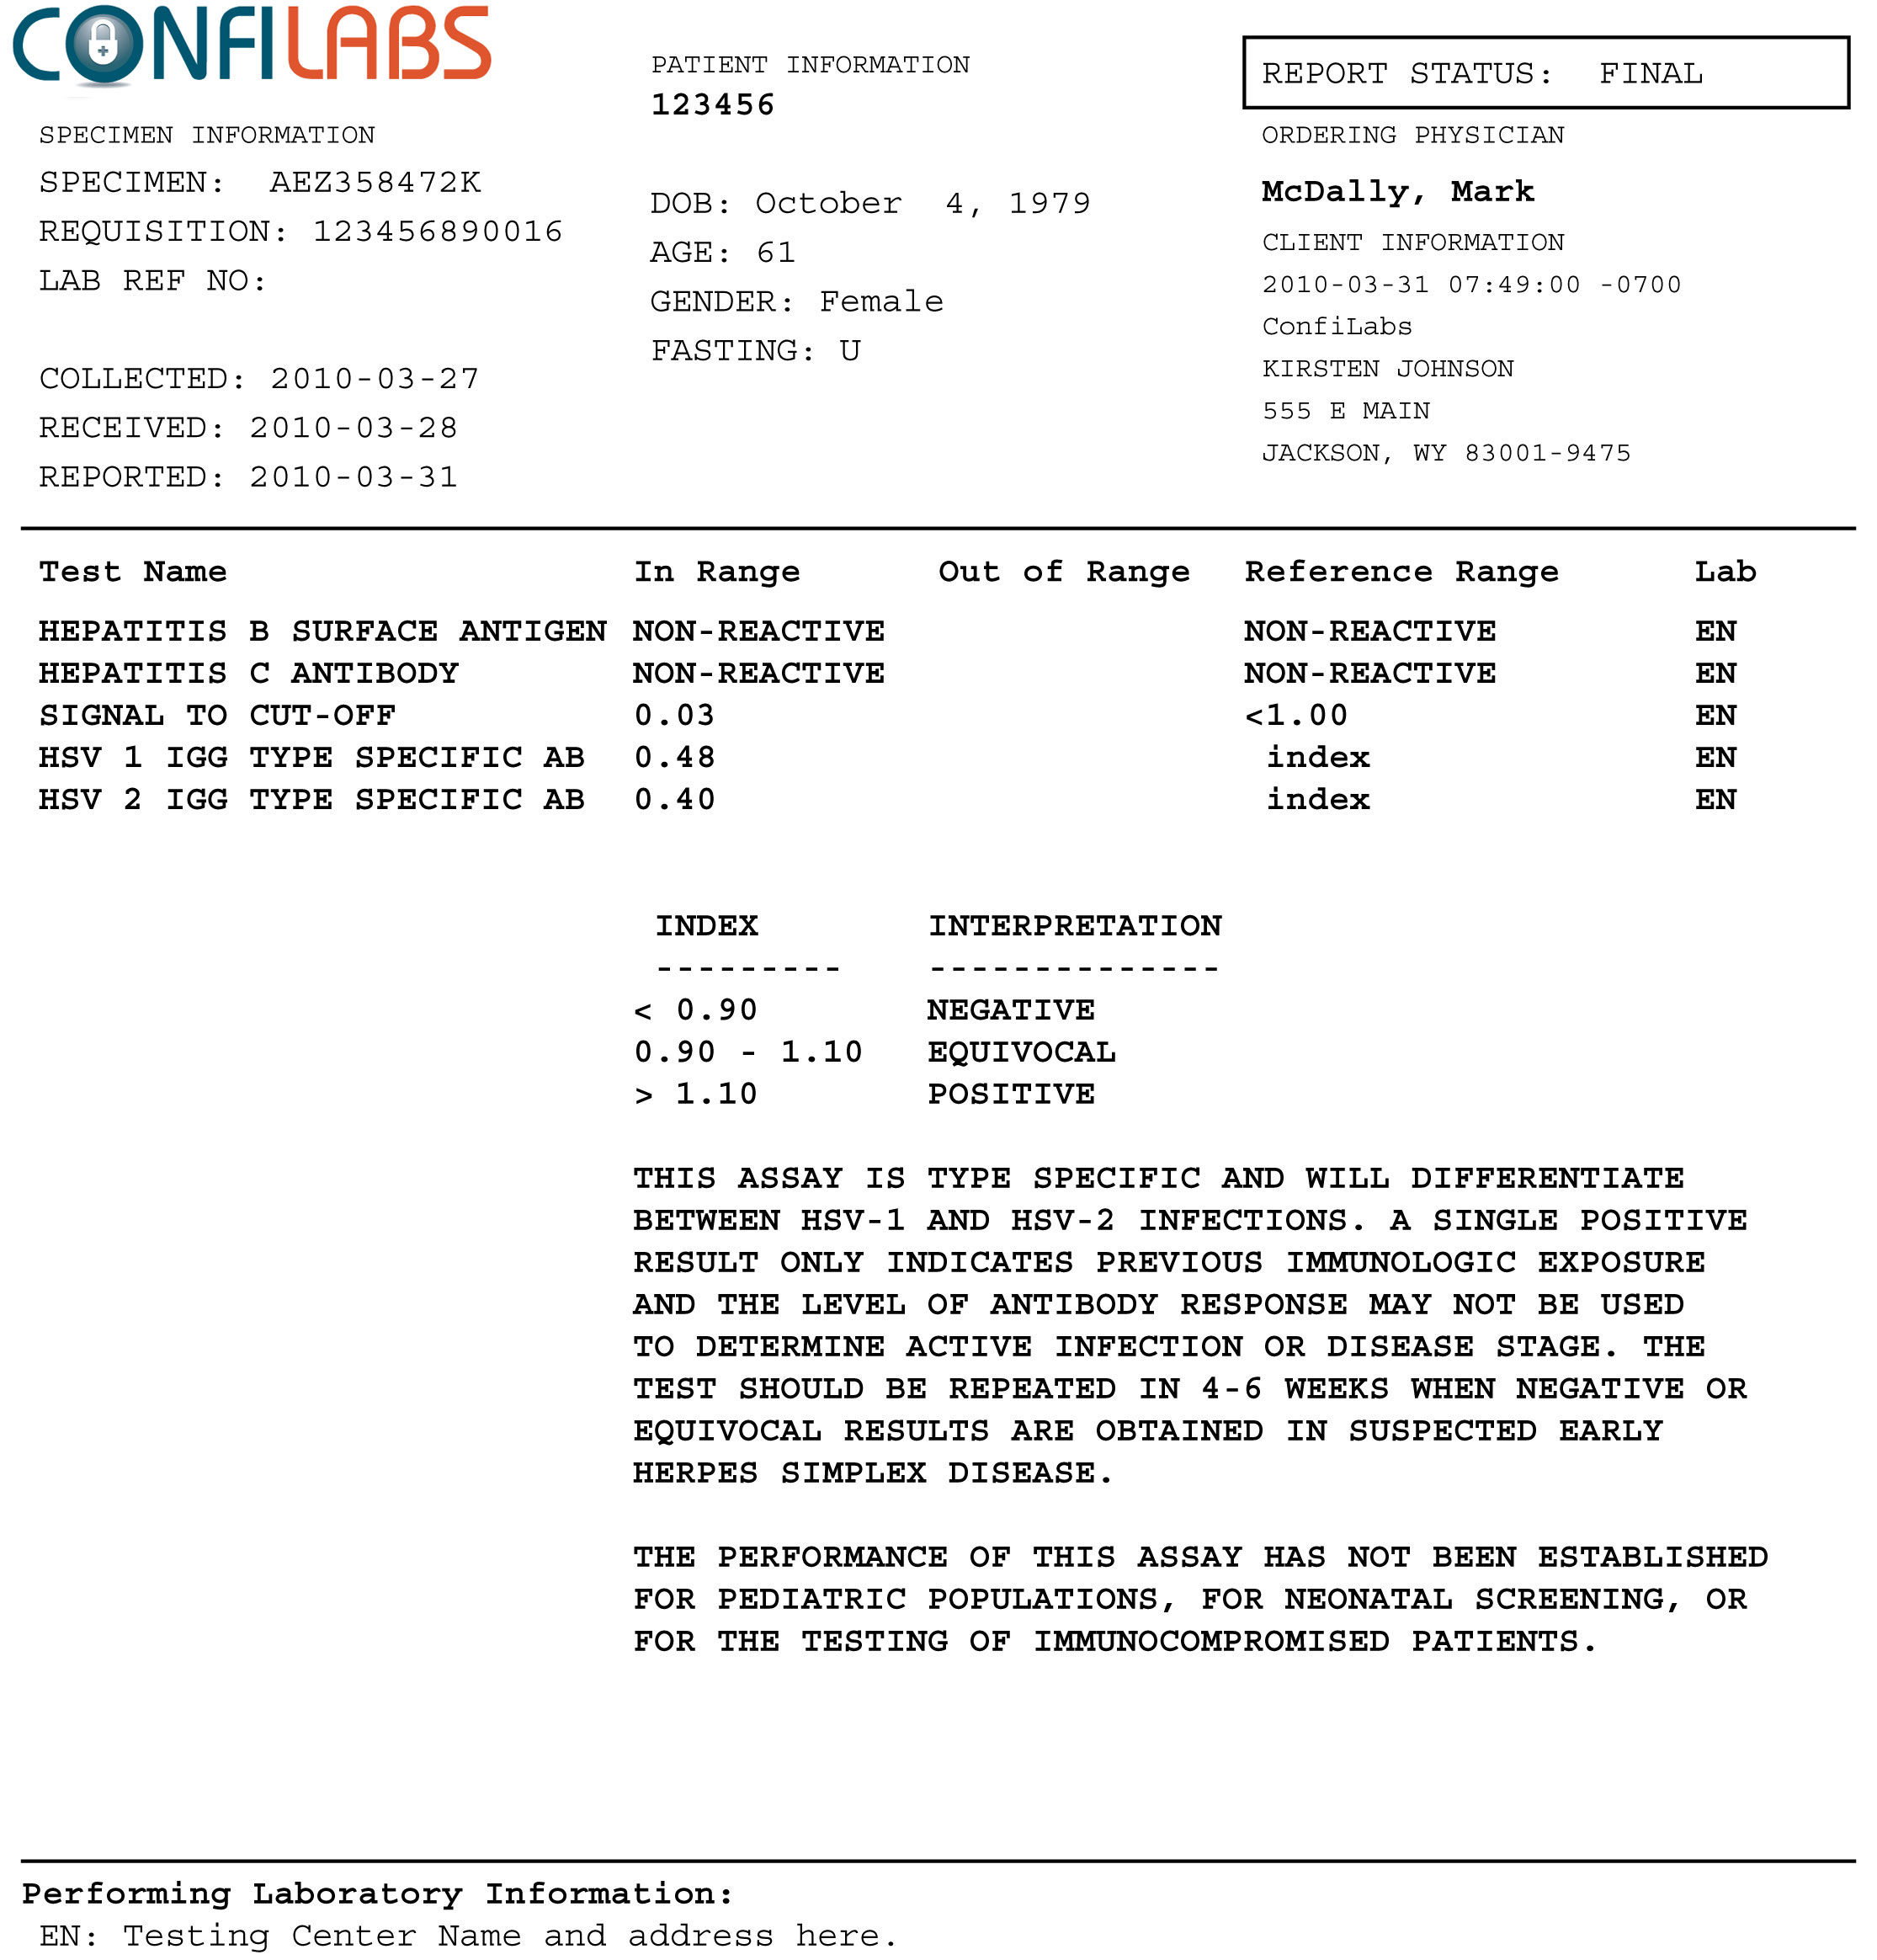 CONFILABS
SPECIMEN INFORMATION
SPECIMEN: AEZ358472K
REQUISITION: 123456890016
LAB REF NO:
COLLECTED: 2010-03-27
RECEIVED: 2010-03-28
REPORTED: 2010-03-31
PATIENT INFORMATION
123456
DOB: October 4, 1979
AGE: 61
GENDER: Female
FASTING: U
REPORT STATUS: FINAL
ORDERING PHYSICIAN
McDally, Mark
CLIENT INFORMATION
2010-03-31 07:49:00 -0700
ConfiLabs
KIRSTEN JOHNSON
555 E MAIN
JACKSON, WY 83001-9475
Test Name In Range Out of Range Reference Range Lab
HEPATITIS B SURFACE ANTIGEN NON-REACTIVE NON-REACTIVE EN
HEPATITIS C ANTIBODY NON-REACTIVE NON-REACTIVE EN
SIGNAL TO CUT-OFF 0.03 <1.00 EN
HSV 1 IGG TYPE SPECIFIC AB 0.48 index EN
HSV 2 IGG TYPE SPECIFIC AB 0.40 index EN
INDEX INTERPRETATION
--------- --------------
< 0.90 NEGATIVE
0.90 - 1.10 EQUIVOCAL
> 1.10 POSITIVE
THIS ASSAY IS TYPE SPECIFIC AND WILL DIFFERENTIATE
BETWEEN HSV-1 AND HSV-2 INFECTIONS. A SINGLE POSITIVE
RESULT ONLY INDICATES PREVIOUS IMMUNOLOGIC EXPOSURE
AND THE LEVEL OF ANTIBODY RESPONSE MAY NOT BE USED
TO DETERMINE ACTIVE INFECTION OR DISEASE STAGE. THE
TEST SHOULD BE REPEATED IN 4-6 WEEKS WHEN NEGATIVE OR
EQUIVOCAL RESULTS ARE OBTAINED IN SUSPECTED EARLY
HERPES SIMPLEX DISEASE.
THE PERFORMANCE OF THIS ASSAY HAS NOT BEEN ESTABLISHED
FOR PEDIATRIC POPULATIONS, FOR NEONATAL SCREENING, OR
FOR THE TESTING OF IMMUNOCOMPROMISED PATIENTS.
Performing Laboratory Information:
EN: Testing Center Name and address here.